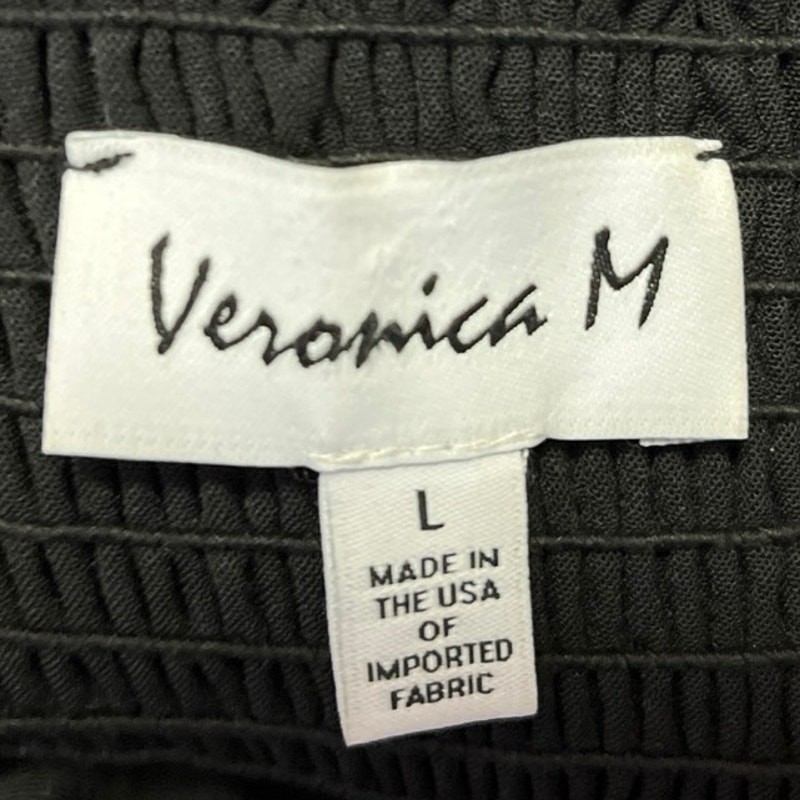 Veronica M
L
MADE IN
THE USA
OF
IMPORTED
FABRIC